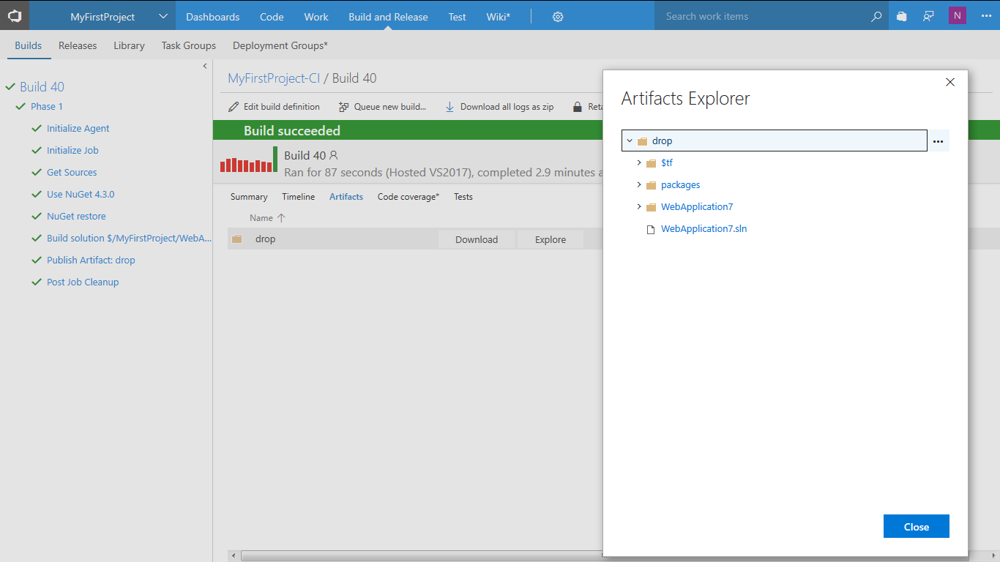 MyFirstProject Dashboards Code Work Build and Release Test Wiki* Search work items N
Builds Releases Library Task Groups Deployment Groups*
Build 40
Phase 1
Initialize Agent
Initialize Job
Get Sources
Use NuGet 4.3.0
NuGet restore
Build solution $/MyFirstProject/WebA...
Publish Artifact: drop
Post Job Cleanup
MyFirstProject-CI / Build 40
Edit build definition Queue new build... Download all logs as zip Reta
Build succeeded
Build 40
Ran for 87 seconds (Hosted VS2017), completed 2.9 minutes a
Summary Timeline Artifacts Code coverage* Tests
Name
drop Download Explore
Artifacts Explorer
drop
$tf
packages
WebApplication7
WebApplication7.sln
Close